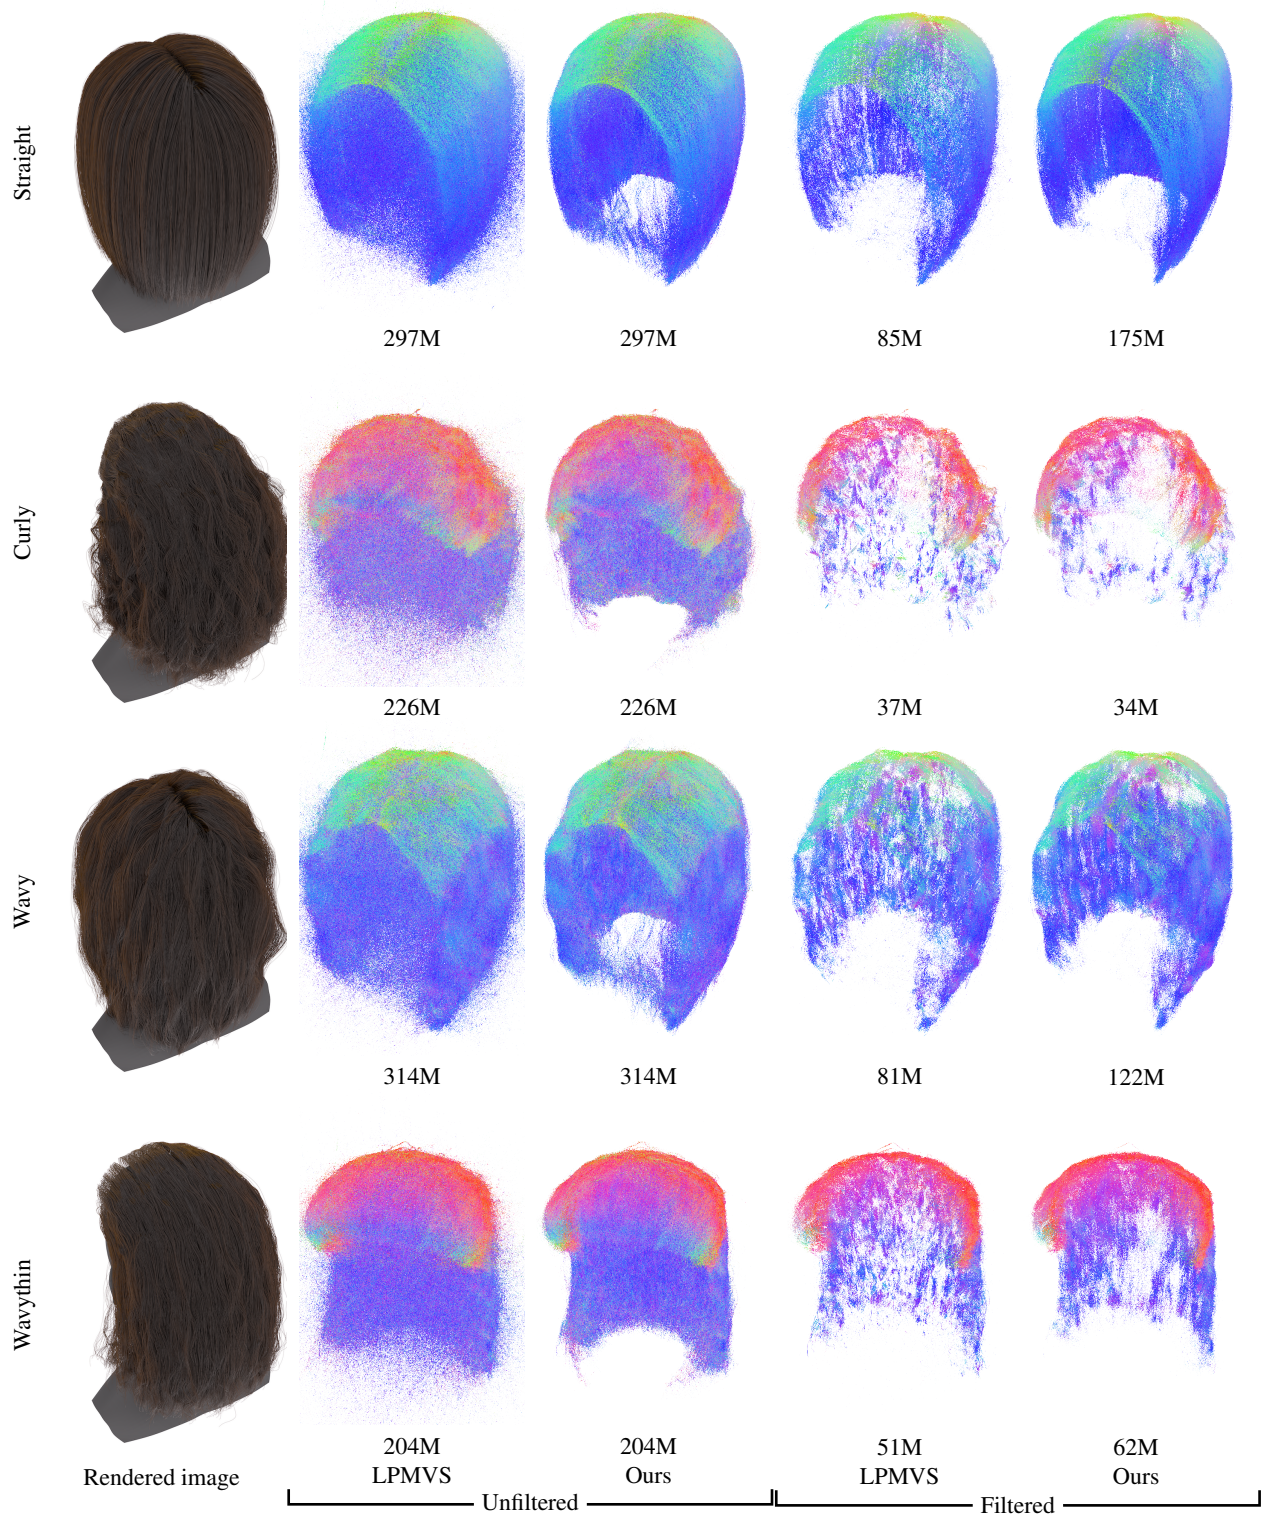 Straight
297M 297M 85M 175M
Curly
226M 226M 37M 34M
Wavy
314M 314M 81M 122M
Wavythin
204M 204M 51M 62M
Rendered image LPMVS Ours LPMVS Ours
Unfiltered Filtered